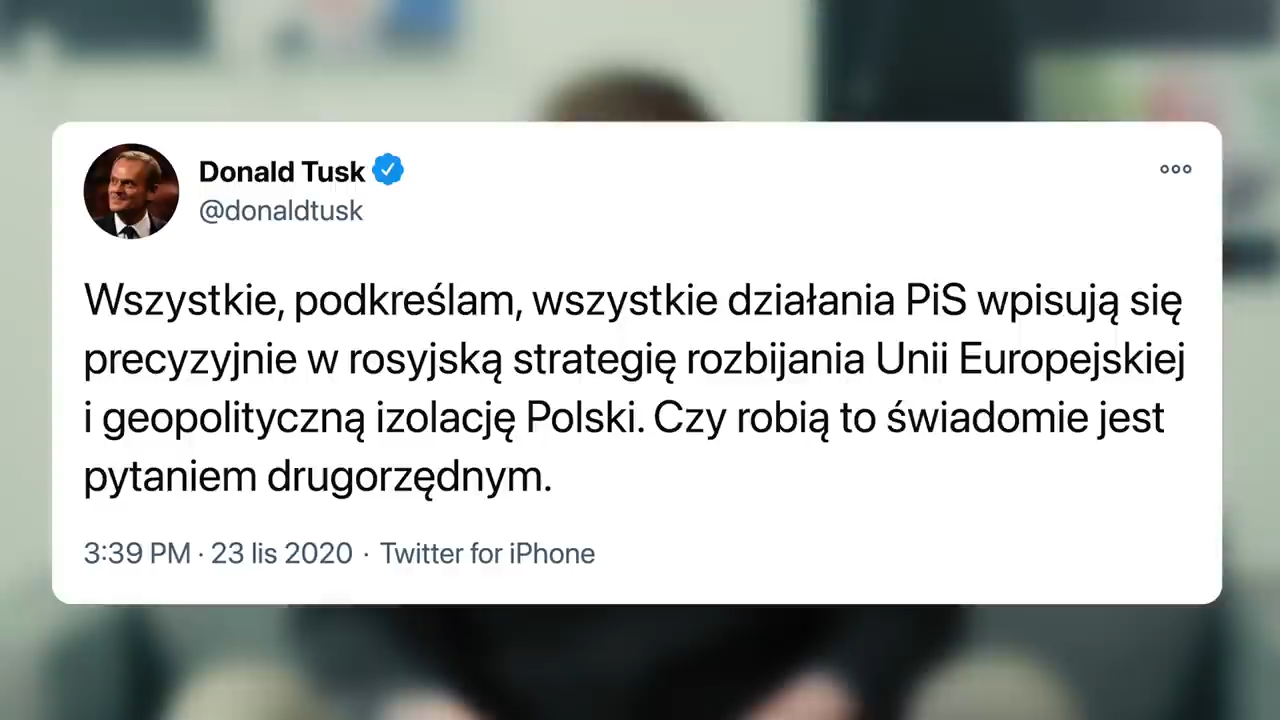 Donald Tusk
@donaldtusk
Wszystkie, podkreślam, wszystkie działania PiS wpisują się
precyzyjnie w rosyjską strategię rozbijania Unii Europejskiej
i geopolityczną izolację Polski. Czy robią to świadomie jest
pytaniem drugorzędnym.
3:39 PM · 23 lis 2020 · Twitter for iPhone